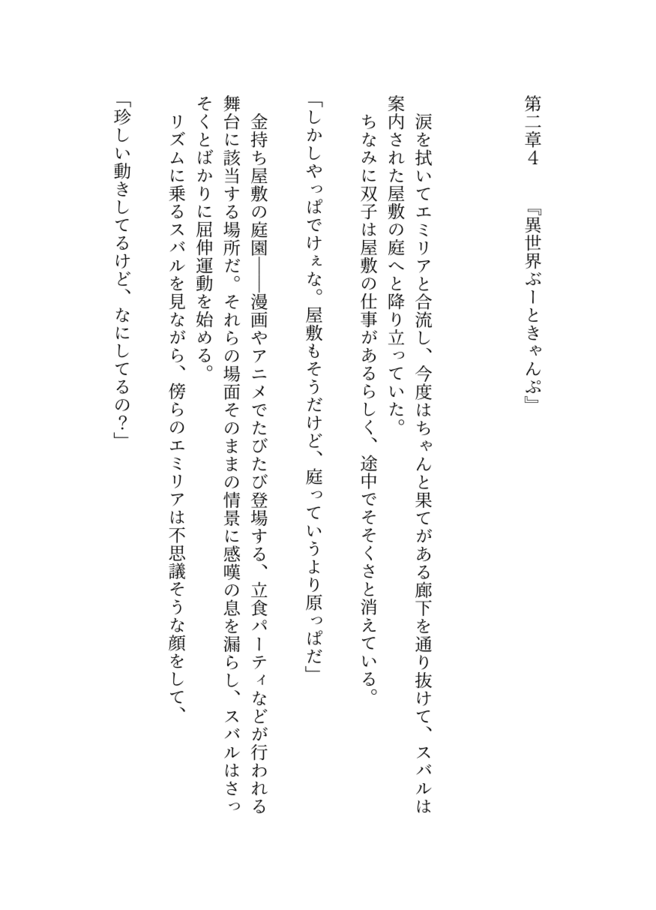 第二章４　　『異世界ぶーときゃんぷ』
　涙を拭いてエミリアと合流し、今度はちゃんと果てがある廊下を通り抜けて、スバルは
案内された屋敷の庭へと降り立っていた。
　ちなみに双子は屋敷の仕事があるらしく、途中でそそくさと消えている。
「しかしやっぱでけぇな。屋敷もそうだけど、庭っていうより原っぱだ」
　金持ち屋敷の庭園――漫画やアニメでたびたび登場する、立食パーティなどが行われる
舞台に該当する場所だ。それらの場面そのままの情景に感嘆の息を漏らし、スバルはさっ
そくとばかりに屈伸運動を始める。
　リズムに乗るスバルを見ながら、傍らのエミリアは不思議そうな顔をして、
「珍しい動きしてるけど、なにしてるの？」